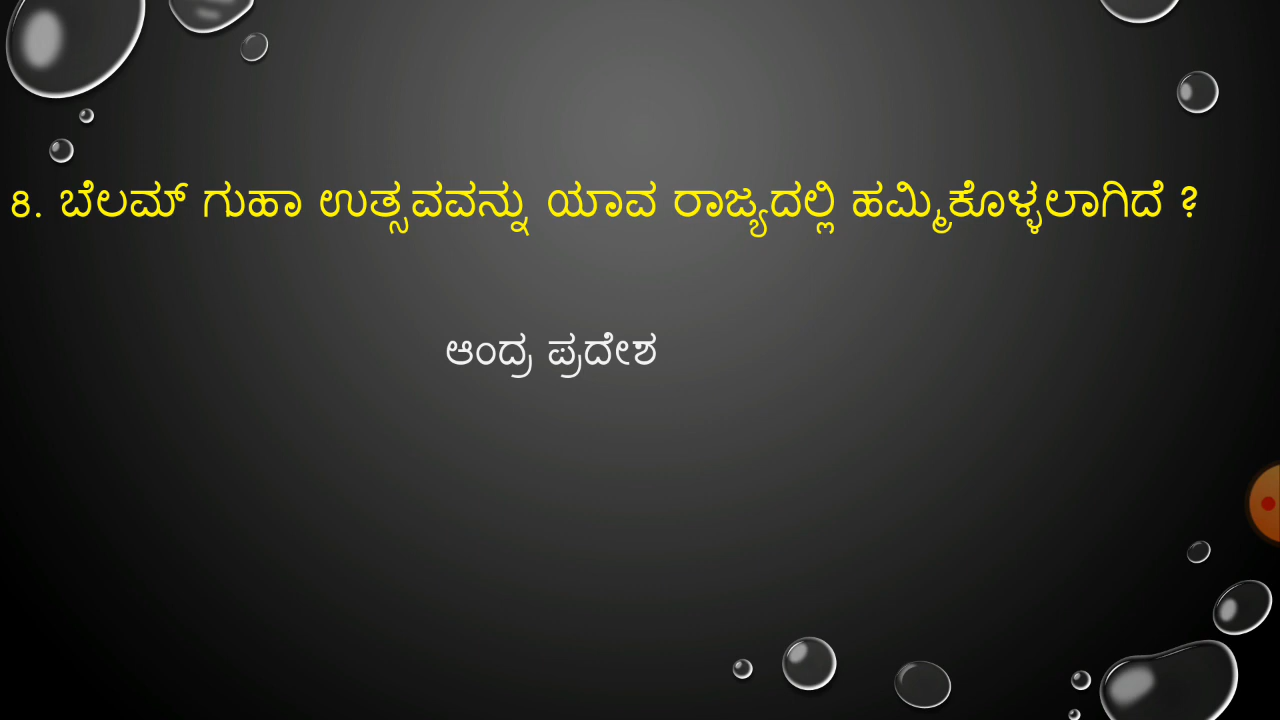 8. ಬೆಲಮ್ ಗುಹಾ ಉತ್ಸವವನ್ನು ಯಾವ ರಾಜ್ಯದಲ್ಲಿ ಹಮ್ಮಿಕೊಳ್ಳಲಾಗಿದೆ ?
ಆಂದ್ರ ಪ್ರದೇಶ